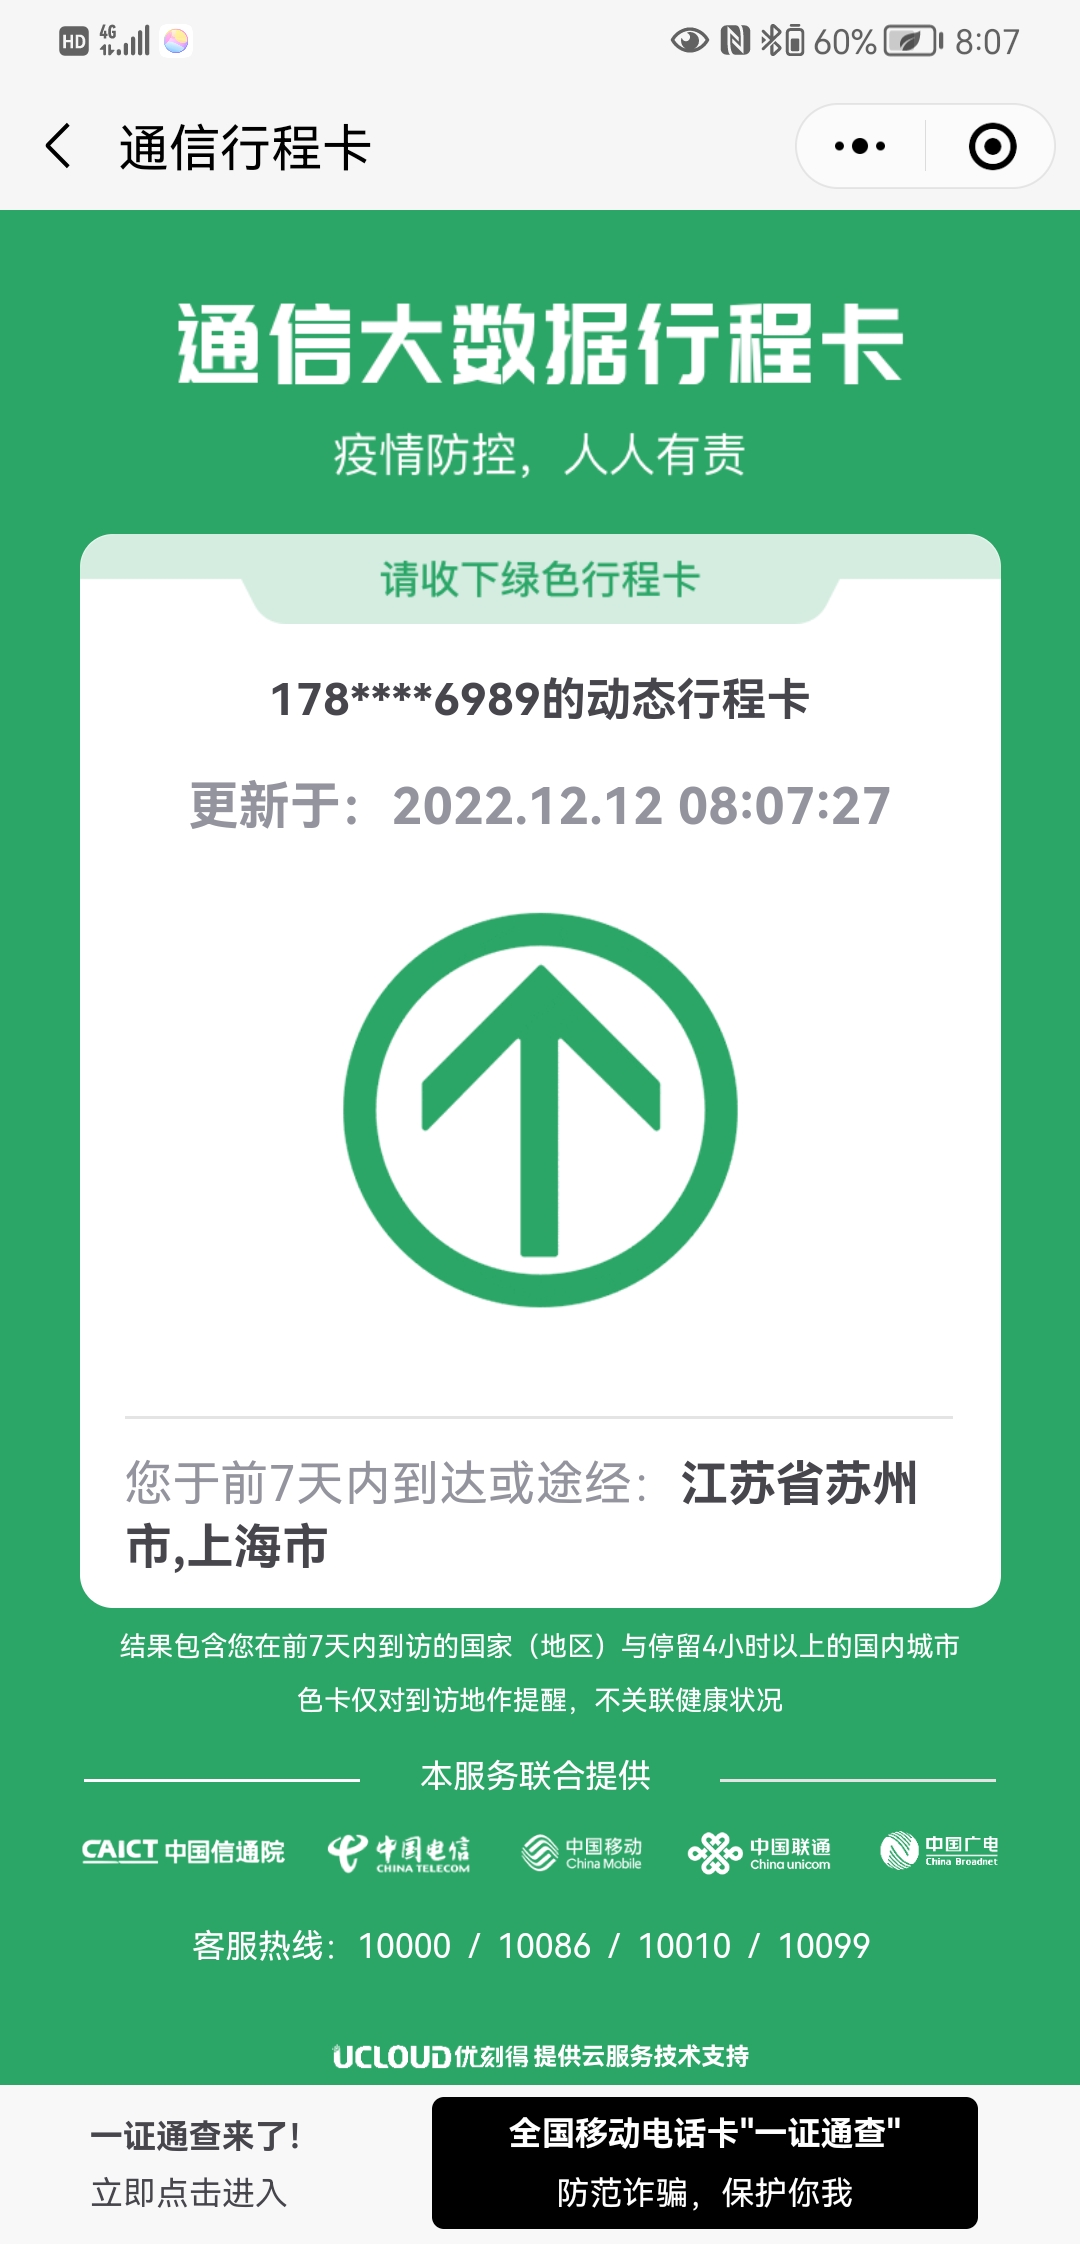 HD 4G 60% 8:07
通信行程卡
通信大数据行程卡
疫情防控，人人有责
请收下绿色行程卡
178****6989的动态行程卡
更新于：2022.12.12 08:07:27
您于前7天内到达或途经：江苏省苏州
市,上海市
结果包含您在前7天内到访的国家（地区）与停留4小时以上的国内城市
色卡仅对到访地作提醒，不关联健康状况
本服务联合提供
CAICT 中国信通院 中国电信 CHINA TELECOM 中国移动 China Mobile 中国联通 China unicom 中国广电 China Broadnet
客服热线：10000 / 10086 / 10010 / 10099
UCLOUD优刻得 提供云服务技术支持
一证通查来了！
立即点击进入
全国移动电话卡"一证通查"
防范诈骗，保护你我